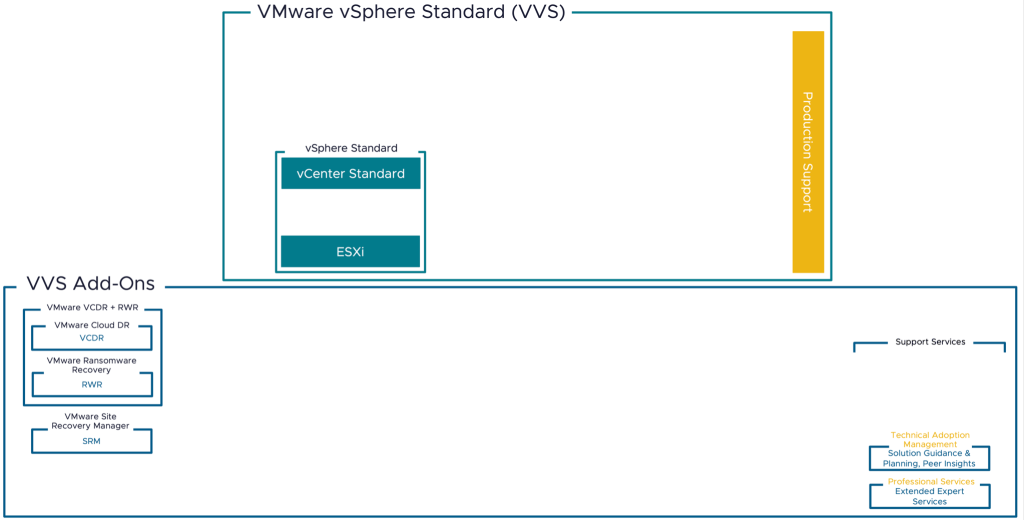 VMware vSphere Standard (VVS)
Production Support
vSphere Standard
vCenter Standard
ESXi
VVS Add-Ons
VMware VCDR + RWR
VMware Cloud DR
VCDR
VMware Ransomware
Recovery
RWR
VMware Site
Recovery Manager
SRM
Support Services
Technical Adoption
Management
Solution Guidance &
Planning, Peer Insights
Professional Services
Extended Expert
Services